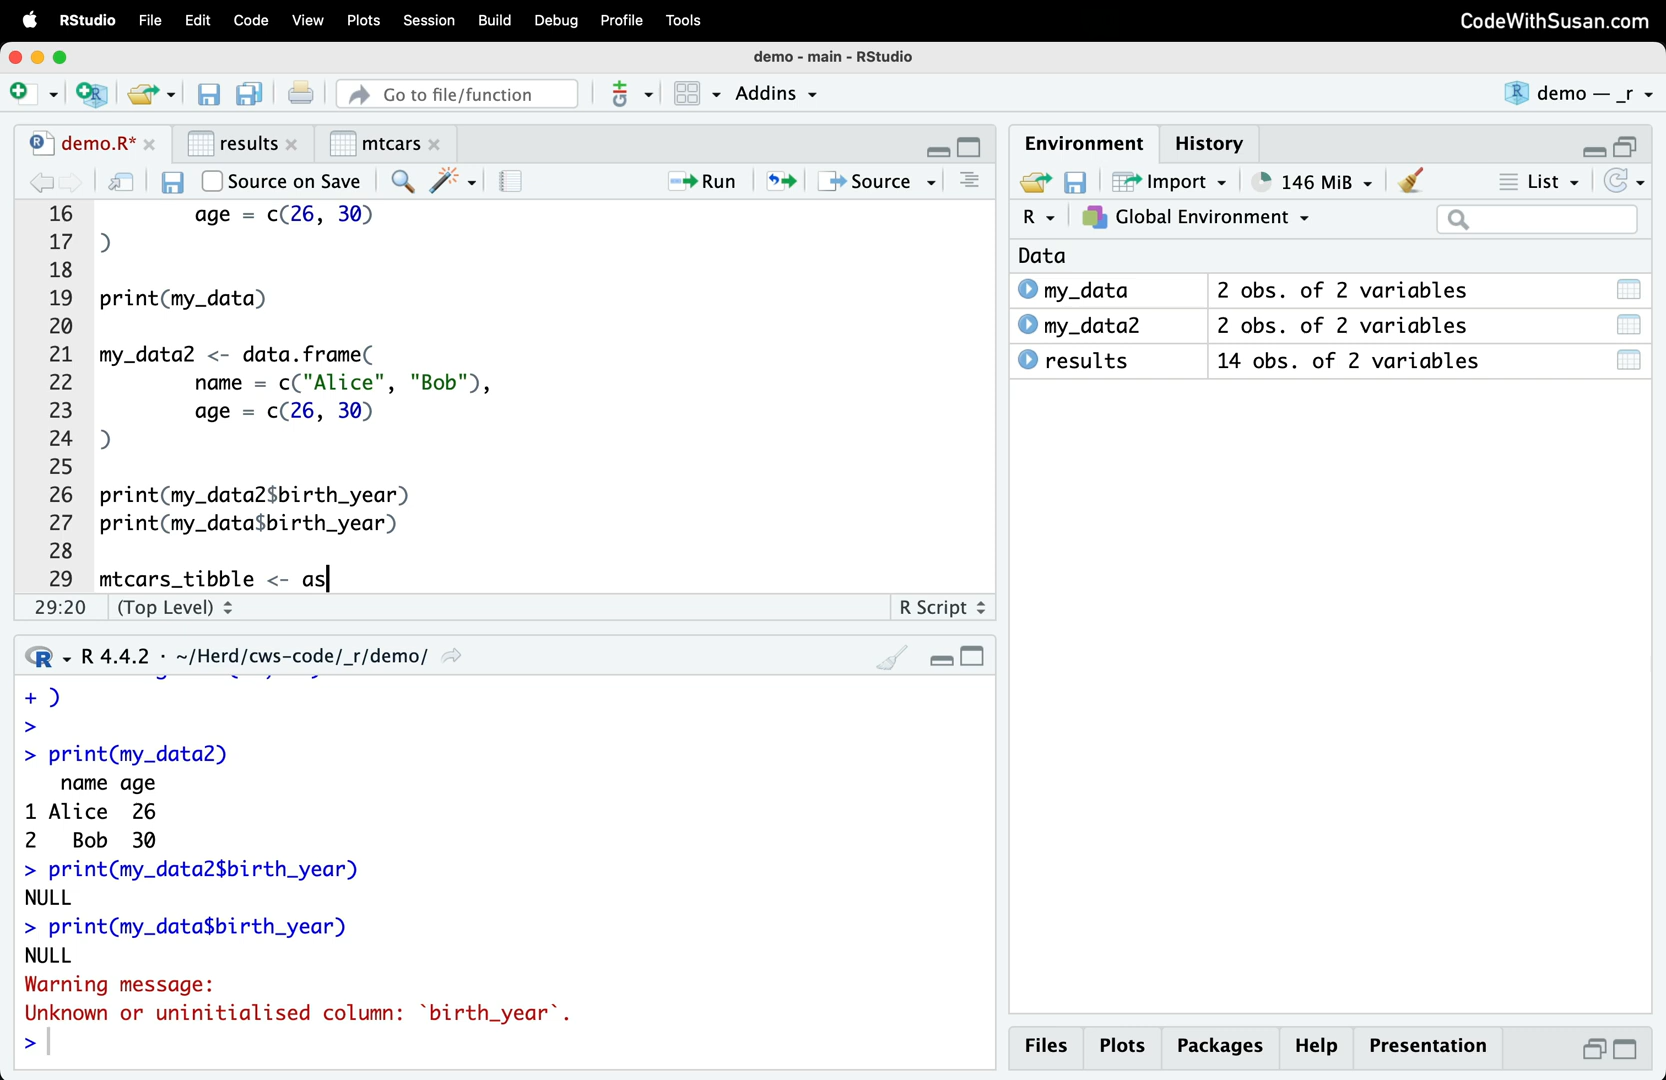 RStudio File Edit Code View Plots Session Build Debug Profile Tools CodeWithSusan.com
demo - main - RStudio
Go to file/function Addins demo — _r
demo.R* results mtcars
Source on Save Run Source
16 age = c(26, 30)
17 )
18
19 print(my_data)
20
21 my_data2 <- data.frame(
22 name = c("Alice", "Bob"),
23 age = c(26, 30)
24 )
25
26 print(my_data2$birth_year)
27 print(my_data$birth_year)
28
29 mtcars_tibble <- as
29:20 (Top Level) R Script
R 4.4.2 · ~/Herd/cws-code/_r/demo/
+ )
>
> print(my_data2)
name age
1 Alice 26
2 Bob 30
> print(my_data2$birth_year)
NULL
> print(my_data$birth_year)
NULL
Warning message:
Unknown or uninitialised column: `birth_year`.
>
Environment History
Import 146 MiB List
R Global Environment
Data
my_data 2 obs. of 2 variables
my_data2 2 obs. of 2 variables
results 14 obs. of 2 variables
Files Plots Packages Help Presentation